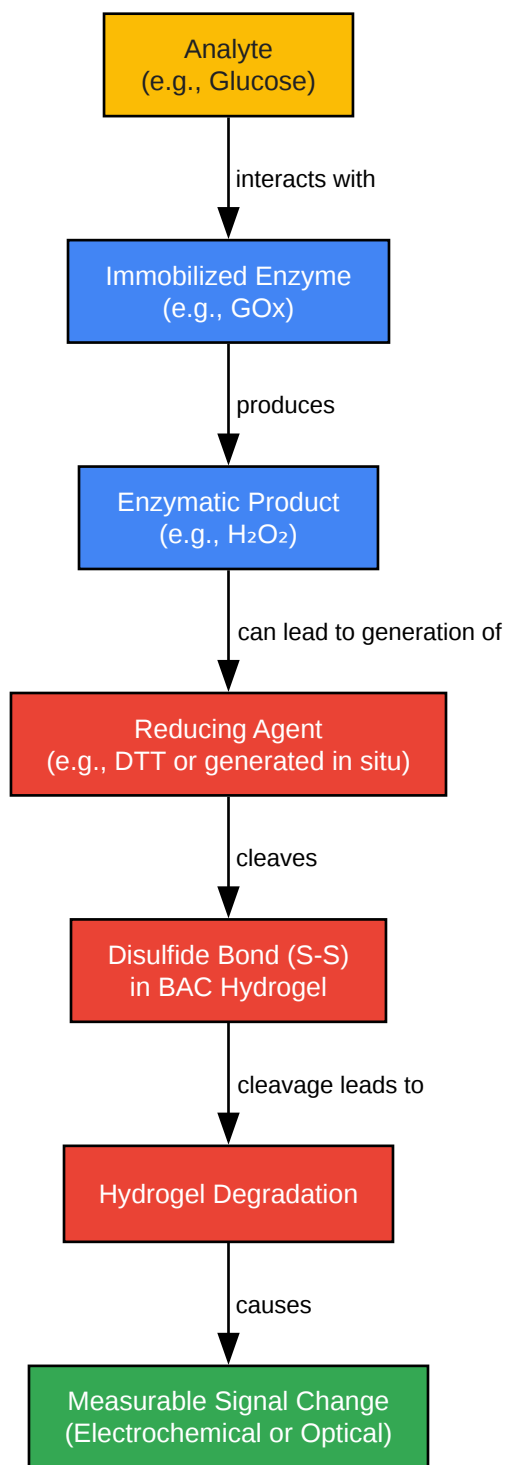 Analyte
(e.g., Glucose)
interacts with
Immobilized Enzyme
(e.g., GOx)
produces
Enzymatic Product
(e.g., H₂O₂)
can lead to generation of
Reducing Agent
(e.g., DTT or generated in situ)
cleaves
Disulfide Bond (S-S)
in BAC Hydrogel
cleavage leads to
Hydrogel Degradation
causes
Measurable Signal Change
(Electrochemical or Optical)